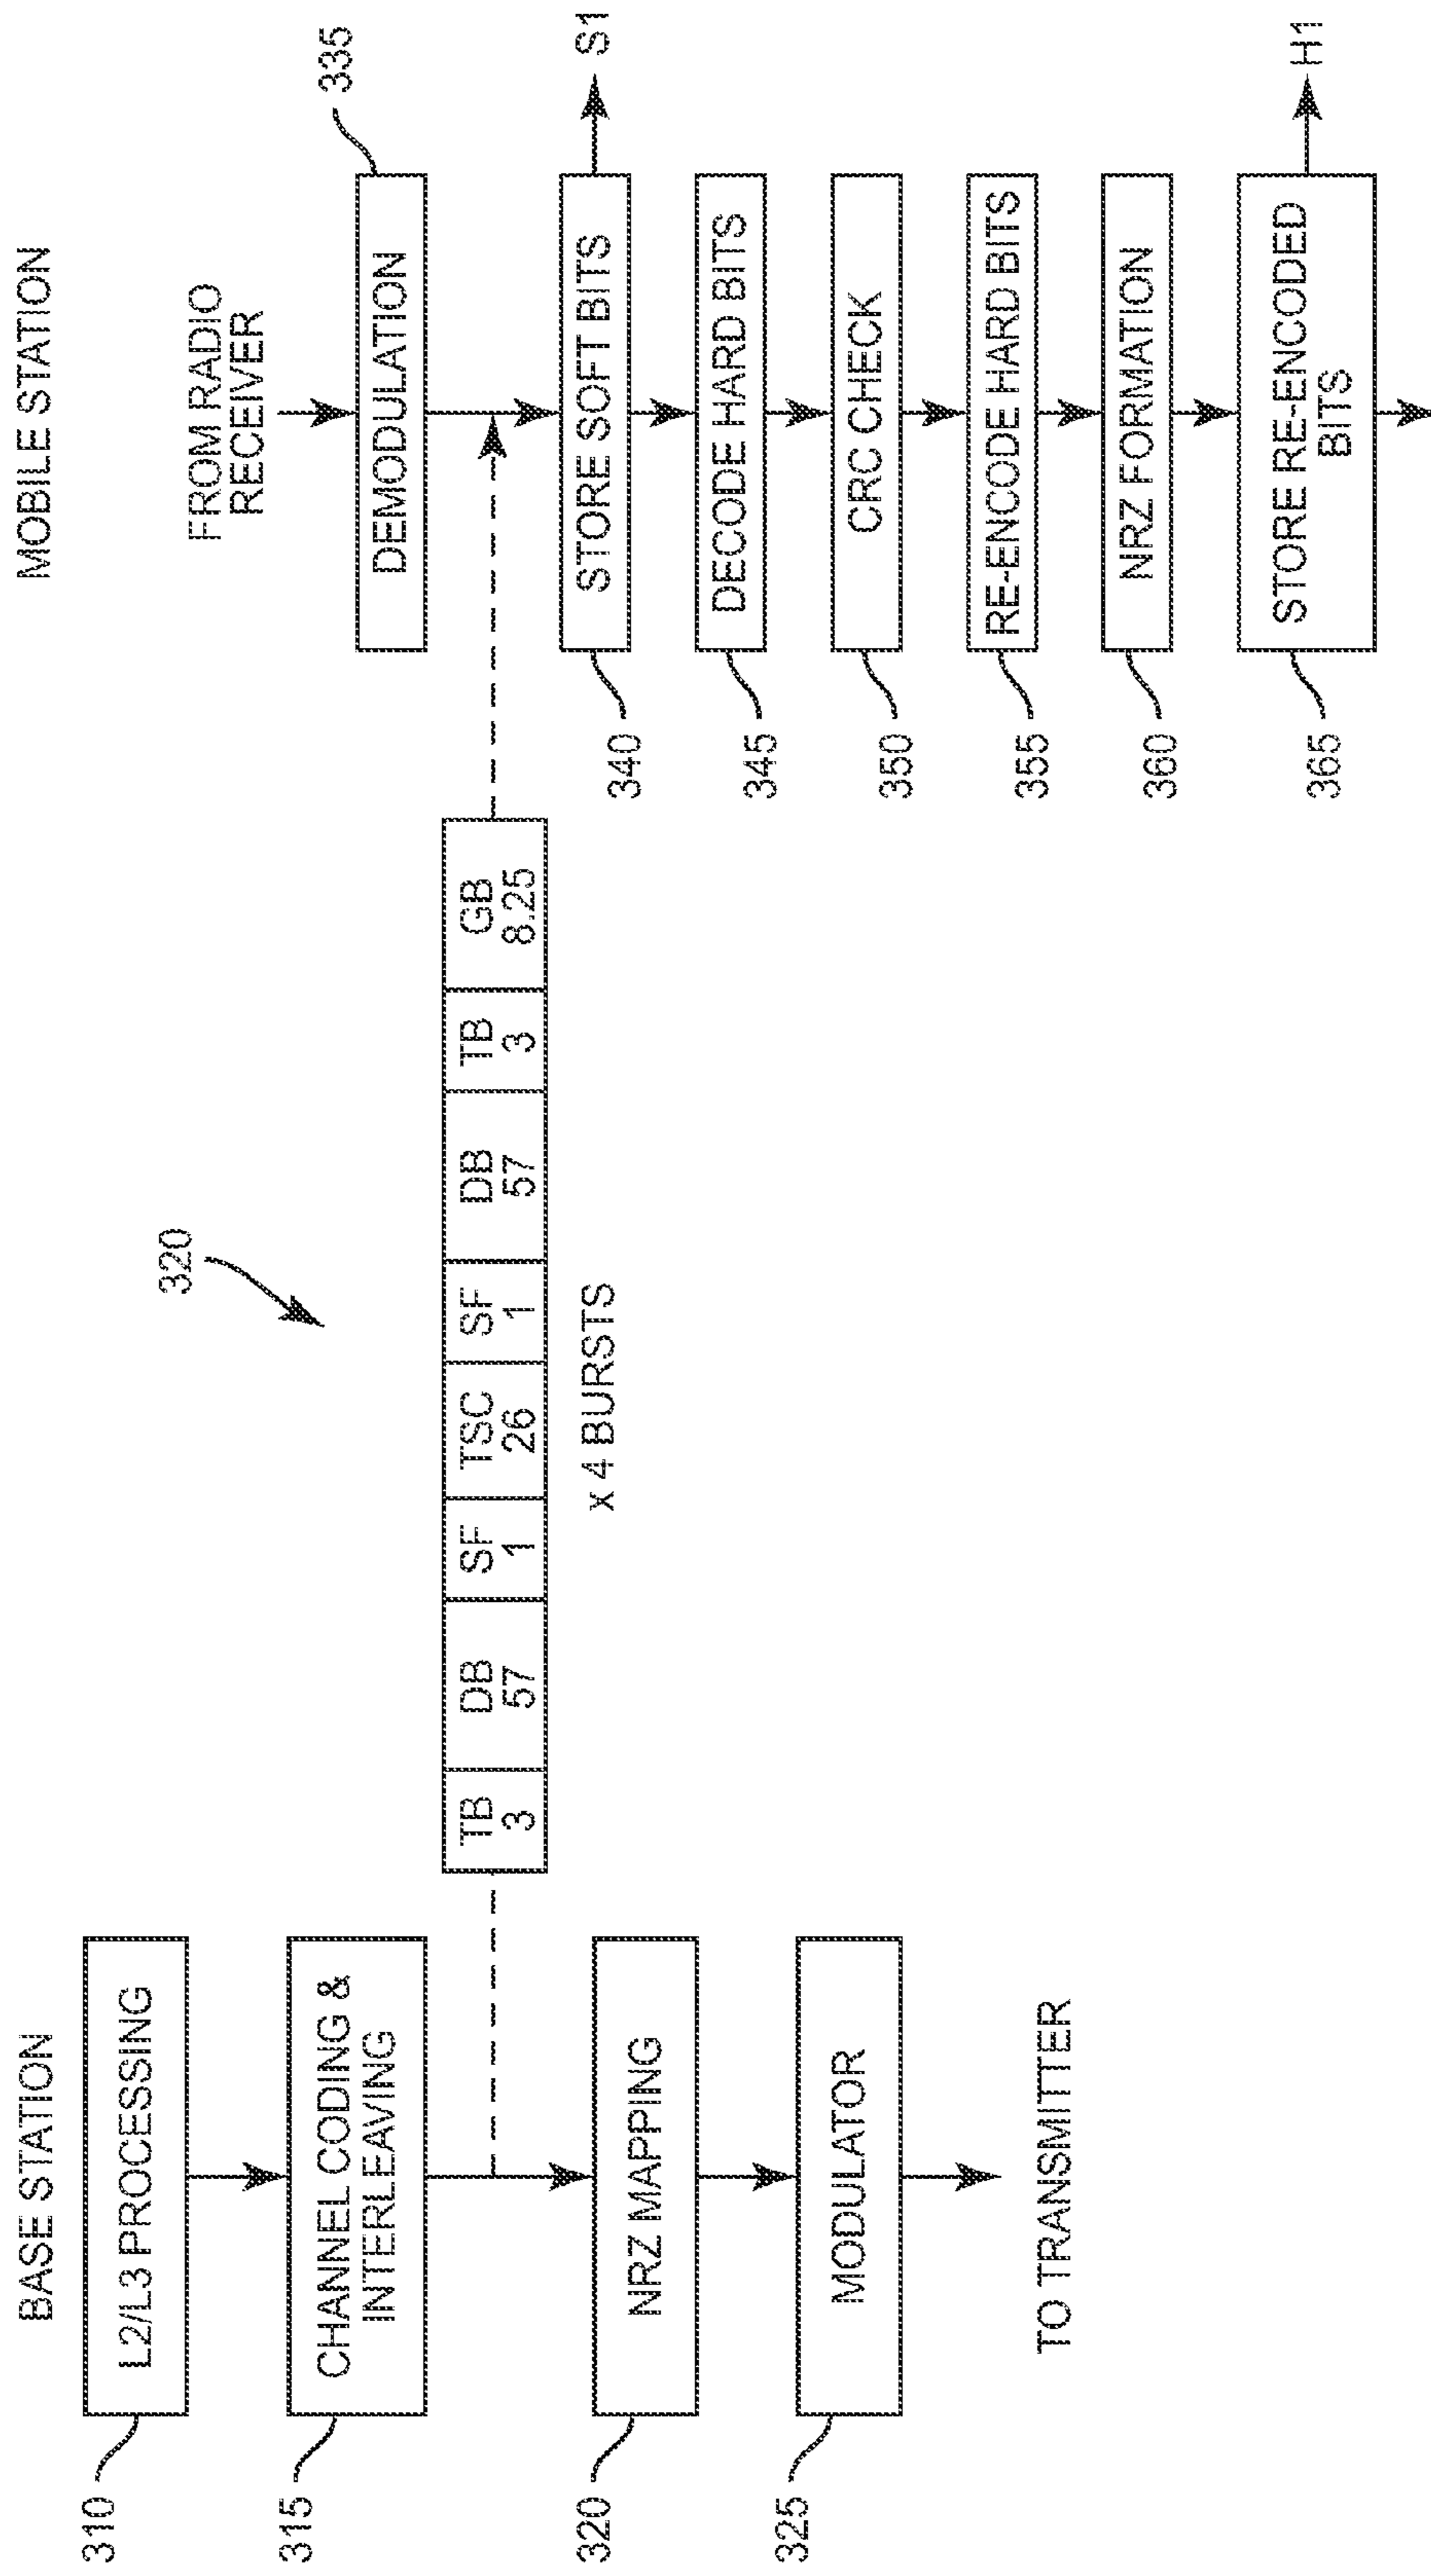 BASE STATION
310
L2/L3 PROCESSING
315
CHANNEL CODING &
INTERLEAVING
320
NRZ MAPPING
325
MODULATOR
TO TRANSMITTER
320
TB
3
DB
57
SF
1
TSC
26
SF
1
DB
57
TB
3
GB
8.25
x 4 BURSTS
MOBILE STATION
FROM RADIO
RECEIVER
335
DEMODULATION
340
STORE SOFT BITS
S1
345
DECODE HARD BITS
350
CRC CHECK
355
RE-ENCODE HARD BITS
360
NRZ FORMATION
365
STORE RE-ENCODED
BITS
H1